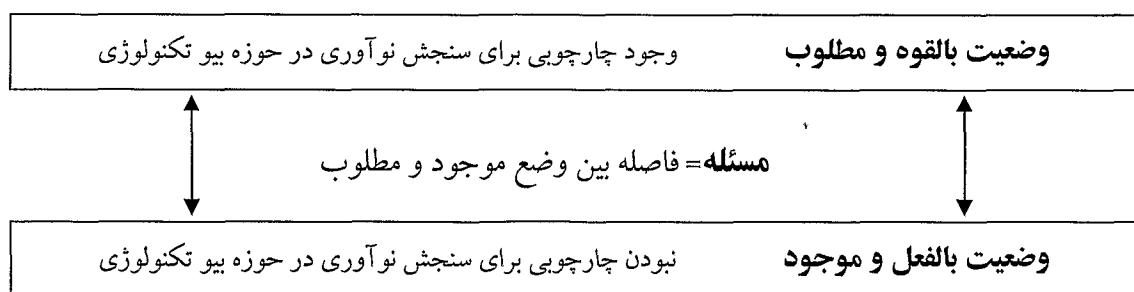 وضعیت بالقوه و مطلوب وجود چارچوبی برای سنجش نوآوری در حوزه بیو تکنولوژی
مسئله= فاصله بین وضع موجود و مطلوب
وضعیت بالفعل و موجود نبودن چارچوبی برای سنجش نوآوری در حوزه بیو تکنولوژی